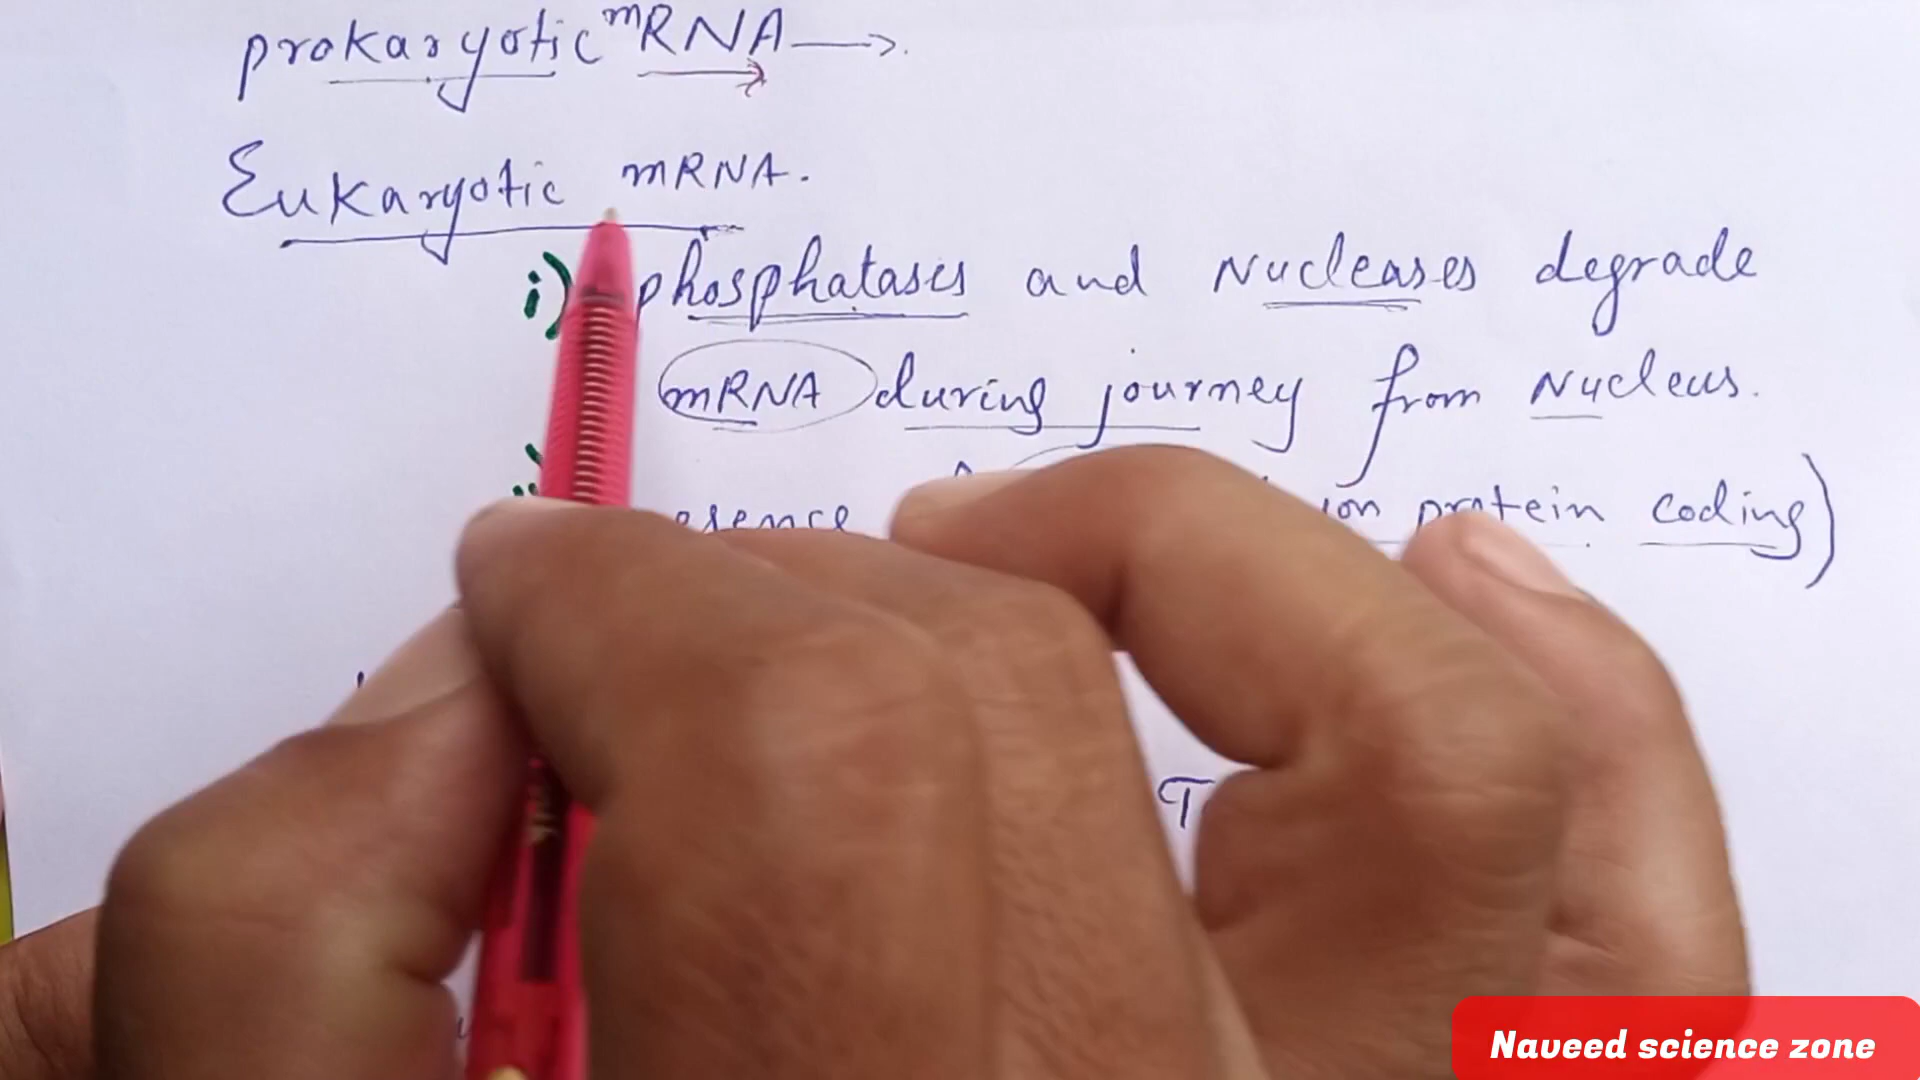 prokaryotic mRNA →.
Eukaryotic mRNA.
i) phosphatases and Nucleases degrade
mRNA during journey from Nucleus.
protein coding)
Naveed science zone